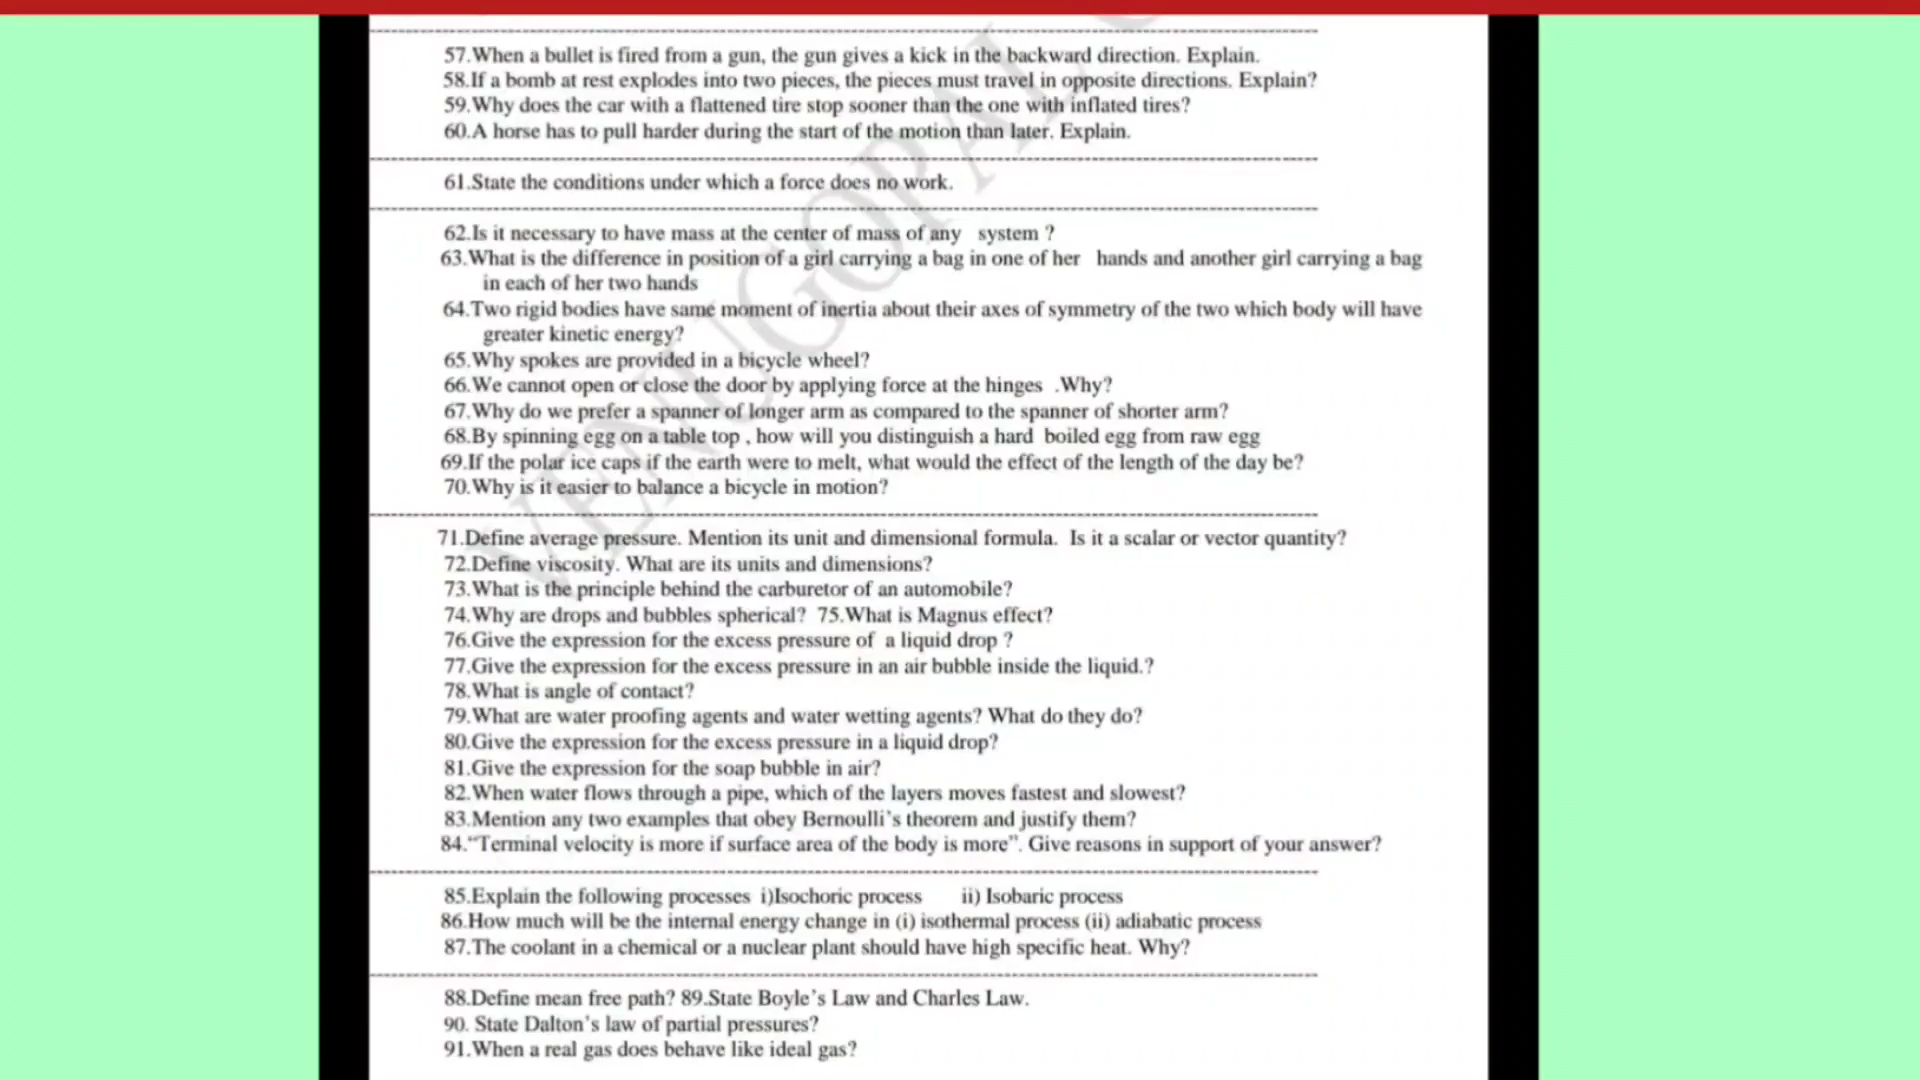 57.When a bullet is fired from a gun, the gun gives a kick in the backward direction. Explain.
58.If a bomb at rest explodes into two pieces, the pieces must travel in opposite directions. Explain?
59.Why does the car with a flattened tire stop sooner than the one with inflated tires?
60.A horse has to pull harder during the start of the motion than later. Explain.
61.State the conditions under which a force does no work.
62.Is it necessary to have mass at the center of mass of any system ?
63.What is the difference in position of a girl carrying a bag in one of her hands and another girl carrying a bag
in each of her two hands
64.Two rigid bodies have same moment of inertia about their axes of symmetry of the two which body will have
greater kinetic energy?
65.Why spokes are provided in a bicycle wheel?
66.We cannot open or close the door by applying force at the hinges .Why?
67.Why do we prefer a spanner of longer arm as compared to the spanner of shorter arm?
68.By spinning egg on a table top , how will you distinguish a hard boiled egg from raw egg
69.If the polar ice caps if the earth were to melt, what would the effect of the length of the day be?
70.Why is it easier to balance a bicycle in motion?
71.Define average pressure. Mention its unit and dimensional formula. Is it a scalar or vector quantity?
72.Define viscosity. What are its units and dimensions?
73.What is the principle behind the carburetor of an automobile?
74.Why are drops and bubbles spherical? 75.What is Magnus effect?
76.Give the expression for the excess pressure of a liquid drop ?
77.Give the expression for the excess pressure in an air bubble inside the liquid.?
78.What is angle of contact?
79.What are water proofing agents and water wetting agents? What do they do?
80.Give the expression for the excess pressure in a liquid drop?
81.Give the expression for the soap bubble in air?
82.When water flows through a pipe, which of the layers moves fastest and slowest?
83.Mention any two examples that obey Bernoulli's theorem and justify them?
84."Terminal velocity is more if surface area of the body is more". Give reasons in support of your answer?
85.Explain the following processes i)Isochoric process ii) Isobaric process
86.How much will be the internal energy change in (i) isothermal process (ii) adiabatic process
87.The coolant in a chemical or a nuclear plant should have high specific heat. Why?
88.Define mean free path? 89.State Boyle's Law and Charles Law.
90. State Dalton's law of partial pressures?
91.When a real gas does behave like ideal gas?
VENUGOPAL